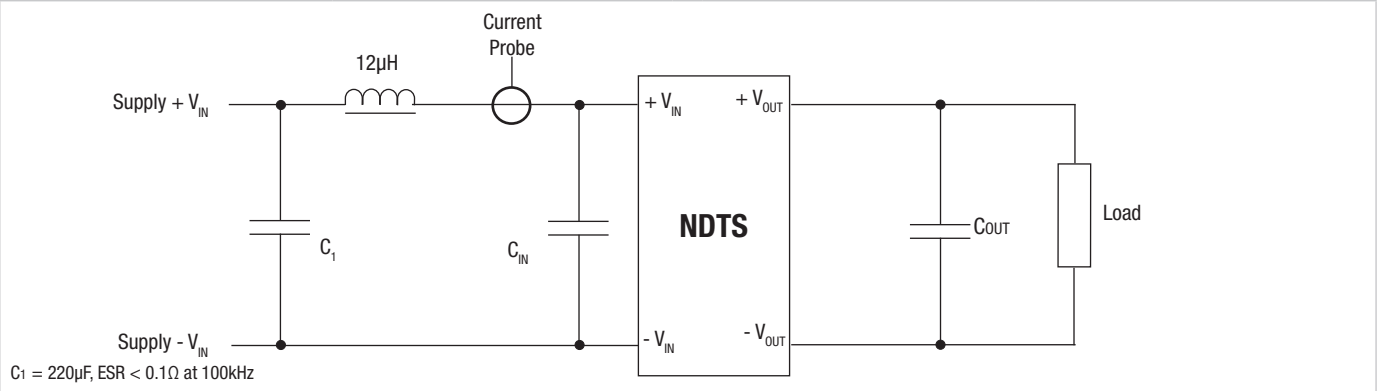 Current
Probe
12µH
Supply + VIN
+ VIN
+ VOUT
NDTS
C1
CIN
COUT
Load
Supply - VIN
- VIN
- VOUT
C1 = 220µF, ESR < 0.1Ω at 100kHz